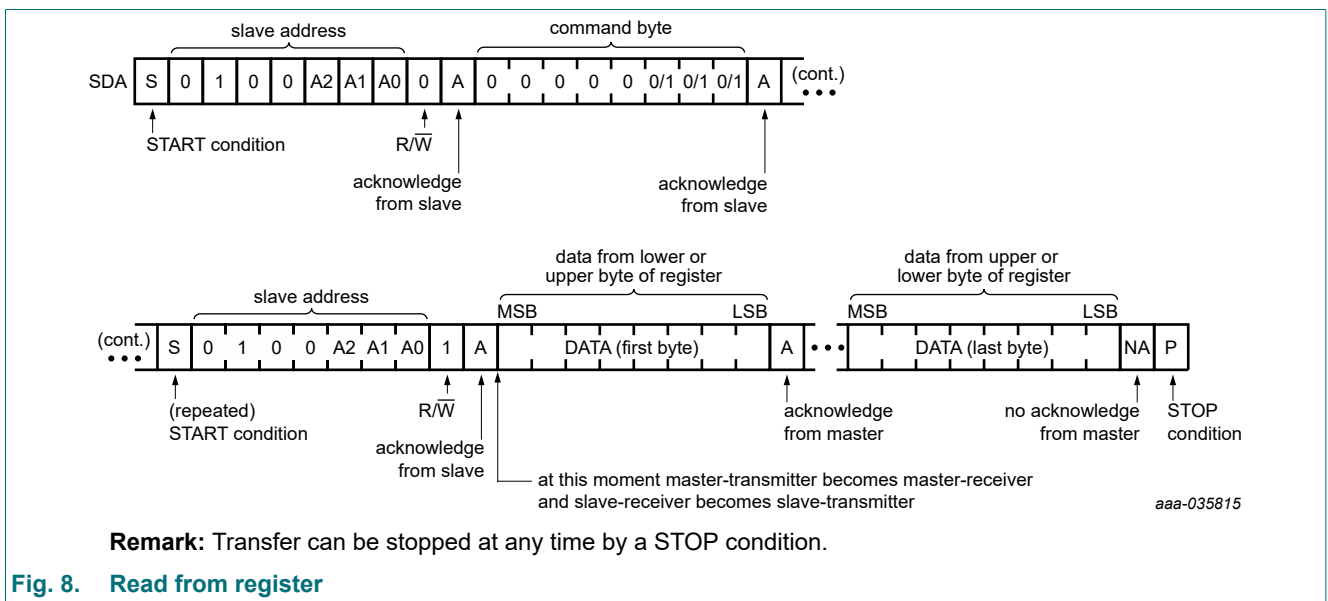 slave address
command byte
SDA S 0 1 0 0 A2 A1 A0 0 A 0 0 0 0 0 0/1 0/1 0/1 A (cont.)
START condition
R/W̅
acknowledge
from slave
acknowledge
from slave
data from lower or
upper byte of register
data from upper or
lower byte of register
slave address
MSB LSB MSB LSB
(cont.) S 0 1 0 0 A2 A1 A0 1 A DATA (first byte) A DATA (last byte) NA P
(repeated)
START condition
R/W̅
acknowledge
from slave
acknowledge
from master
no acknowledge
from master
STOP
condition
at this moment master-transmitter becomes master-receiver
and slave-receiver becomes slave-transmitter
aaa-035815
Remark: Transfer can be stopped at any time by a STOP condition.
Fig. 8. Read from register